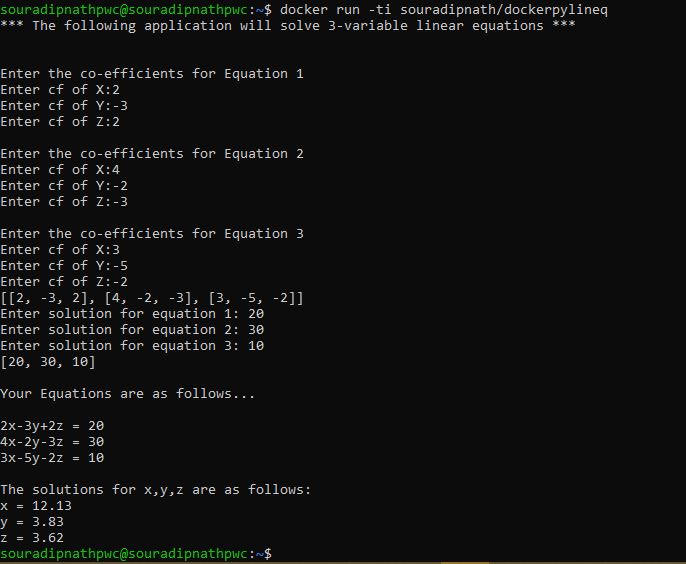 souradipnathpwc@souradipnathpwc:~$ docker run -ti souradipnath/dockerpylineq
*** The following application will solve 3-variable linear equations ***
Enter the co-efficients for Equation 1
Enter cf of X:2
Enter cf of Y:-3
Enter cf of Z:2
Enter the co-efficients for Equation 2
Enter cf of X:4
Enter cf of Y:-2
Enter cf of Z:-3
Enter the co-efficients for Equation 3
Enter cf of X:3
Enter cf of Y:-5
Enter cf of Z:-2
[[2, -3, 2], [4, -2, -3], [3, -5, -2]]
Enter solution for equation 1: 20
Enter solution for equation 2: 30
Enter solution for equation 3: 10
[20, 30, 10]
Your Equations are as follows...
2x-3y+2z = 20
4x-2y-3z = 30
3x-5y-2z = 10
The solutions for x,y,z are as follows:
x = 12.13
y = 3.83
z = 3.62
souradipnathpwc@souradipnathpwc:~$